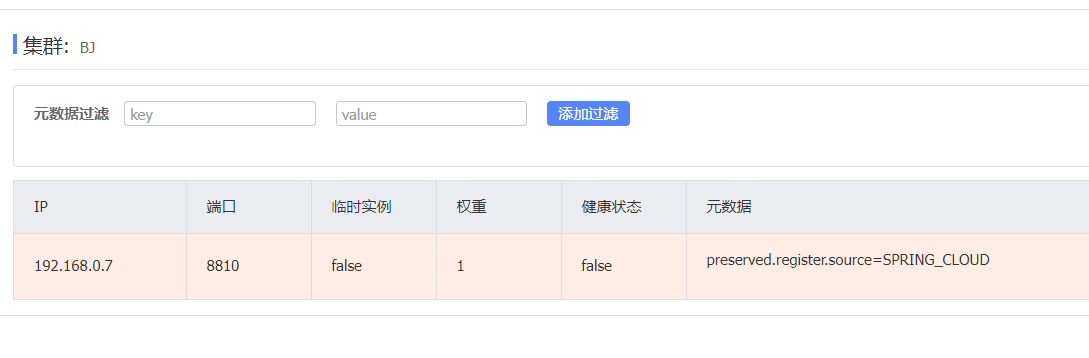 集群: BJ
元数据过滤 key value 添加过滤
IP 端口 临时实例 权重 健康状态 元数据
192.168.0.7 8810 false 1 false preserved.register.source=SPRING_CLOUD